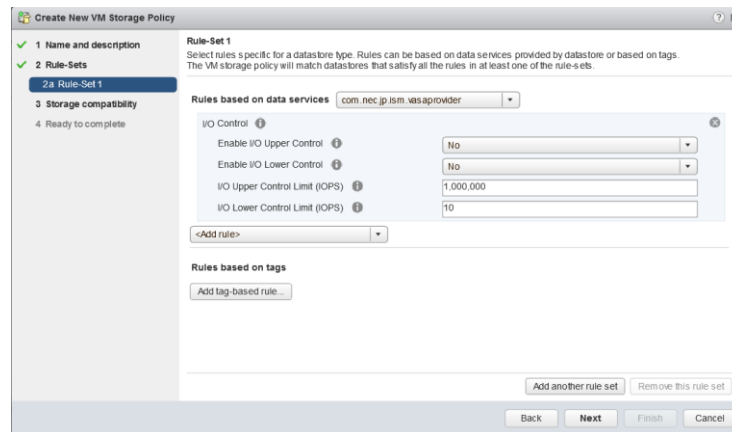 Create New VM Storage Policy
?
1 Name and description
2 Rule-Sets
2a Rule-Set 1
3 Storage compatibility
4 Ready to complete
Rule-Set 1
Select rules specific for a datastore type. Rules can be based on data services provided by datastore or based on tags.
The VM storage policy will match datastores that satisfy all the rules in at least one of the rule-sets.
Rules based on data services com.nec.jp.ism.vasaprovider
I/O Control
Enable I/O Upper Control No
Enable I/O Lower Control No
I/O Upper Control Limit (IOPS) 1,000,000
I/O Lower Control Limit (IOPS) 10
<Add rule>
Rules based on tags
Add tag-based rule...
Add another rule set Remove this rule set
Back Next Finish Cancel